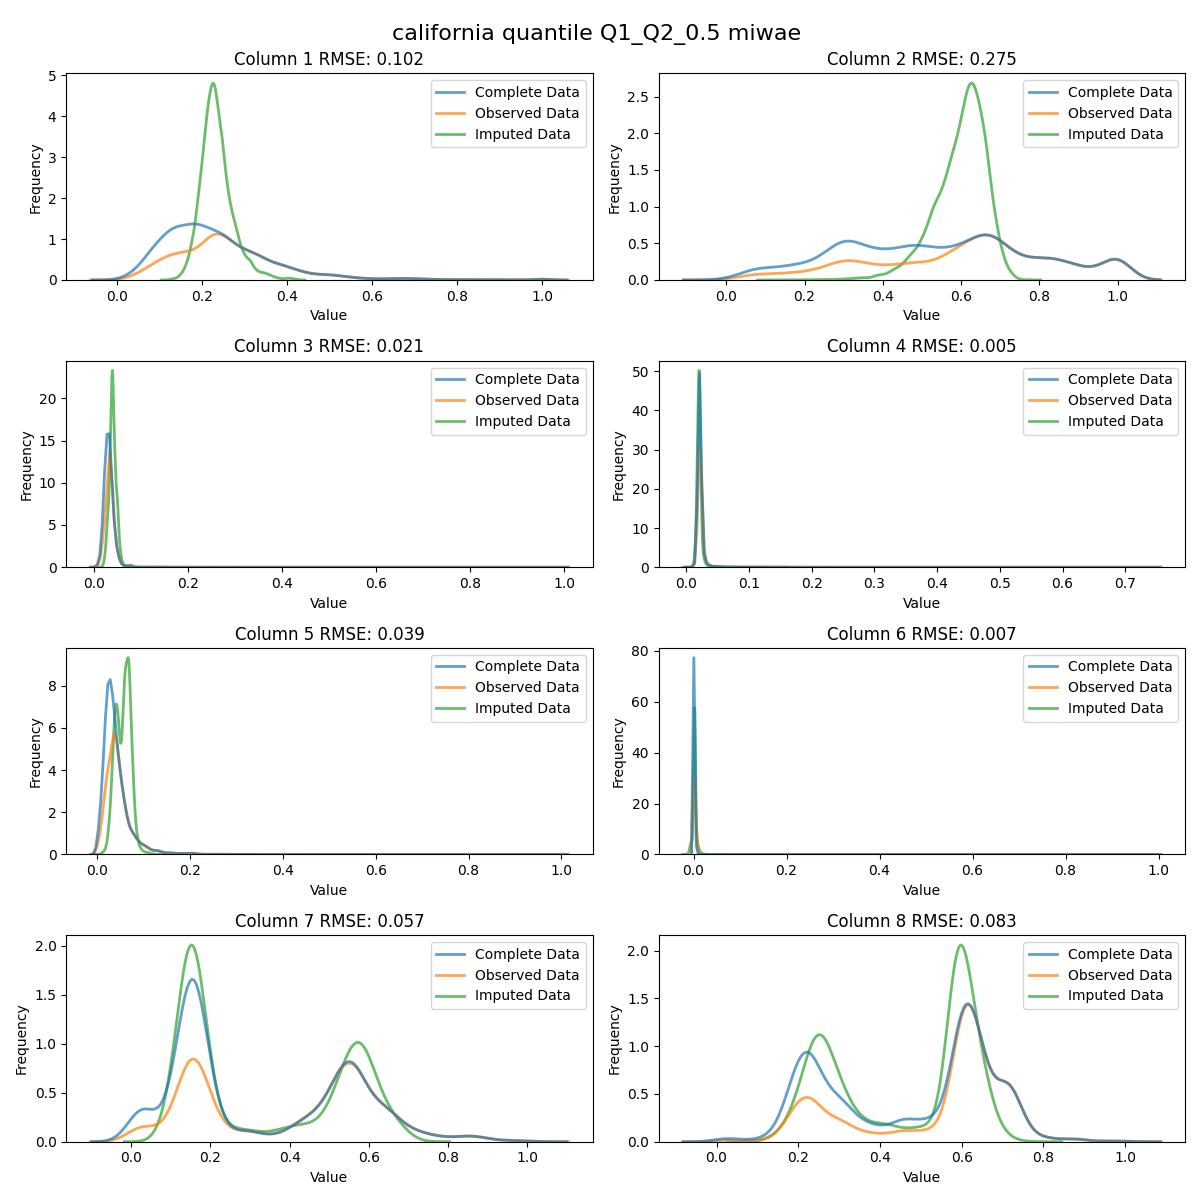 california quantile Q1_Q2_0.5 miwae
Column 1 RMSE: 0.102
Frequency
5
4
3
2
1
0
0.0 0.2 0.4 0.6 0.8 1.0
Value
Complete Data
Observed Data
Imputed Data
Column 2 RMSE: 0.275
Frequency
2.5
2.0
1.5
1.0
0.5
0.0
0.0 0.2 0.4 0.6 0.8 1.0
Value
Complete Data
Observed Data
Imputed Data
Column 3 RMSE: 0.021
Frequency
20
15
10
5
0
0.0 0.2 0.4 0.6 0.8 1.0
Value
Complete Data
Observed Data
Imputed Data
Column 4 RMSE: 0.005
Frequency
50
40
30
20
10
0
0.0 0.1 0.2 0.3 0.4 0.5 0.6 0.7
Value
Complete Data
Observed Data
Imputed Data
Column 5 RMSE: 0.039
Frequency
8
6
4
2
0
0.0 0.2 0.4 0.6 0.8 1.0
Value
Complete Data
Observed Data
Imputed Data
Column 6 RMSE: 0.007
Frequency
80
60
40
20
0
0.0 0.2 0.4 0.6 0.8 1.0
Value
Complete Data
Observed Data
Imputed Data
Column 7 RMSE: 0.057
Frequency
2.0
1.5
1.0
0.5
0.0
0.0 0.2 0.4 0.6 0.8 1.0
Value
Complete Data
Observed Data
Imputed Data
Column 8 RMSE: 0.083
Frequency
2.0
1.5
1.0
0.5
0.0
0.0 0.2 0.4 0.6 0.8 1.0
Value
Complete Data
Observed Data
Imputed Data